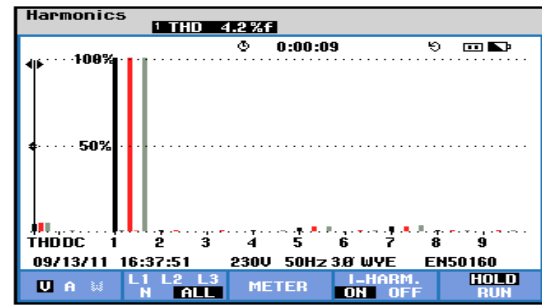 Harmonics
1 THD 4.2%f
0:00:09
100%
50%
THDDC 1 2 3 4 5 6 7 8 9
09/13/11 16:37:51 230V 50Hz 3Ø WYE EN50160
V A W L1 L2 L3 N ALL METER I-HARM. ON OFF HOLD RUN